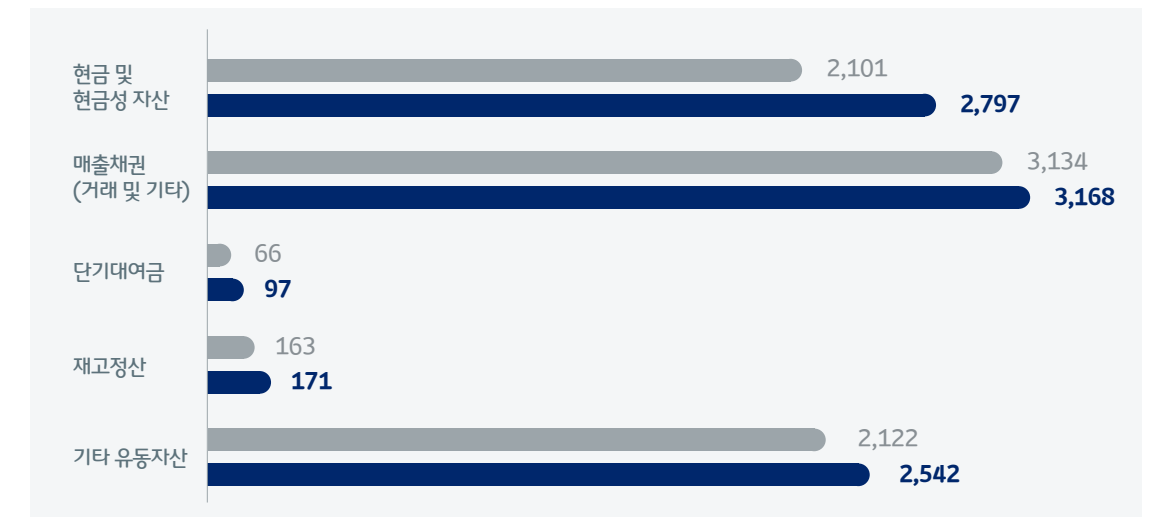 현금 및
현금성 자산
2,101
2,797
매출채권
(거래 및 기타)
3,134
3,168
단기대여금
66
97
재고정산
163
171
기타 유동자산
2,122
2,542